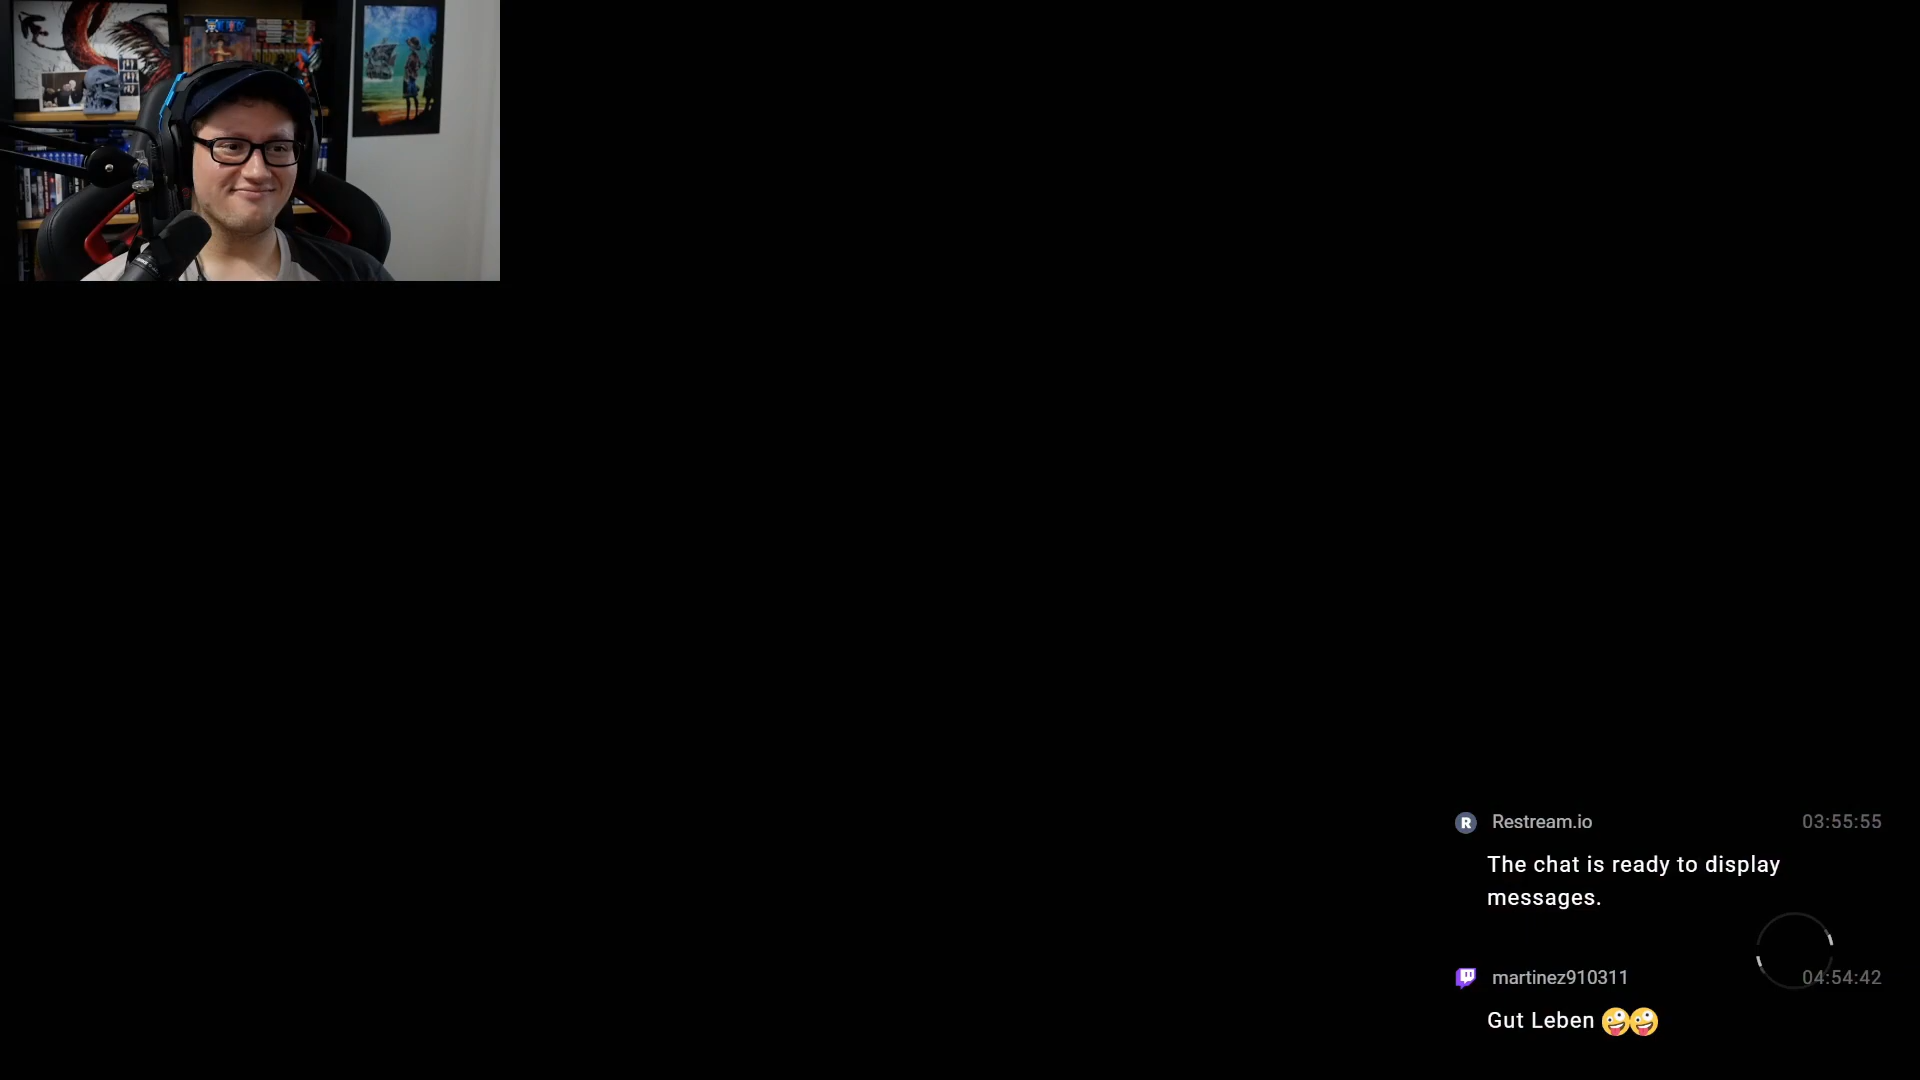 Restream.io 03:55:55
The chat is ready to display
messages.
martinez910311 04:54:42
Gut Leben 🤪🤪